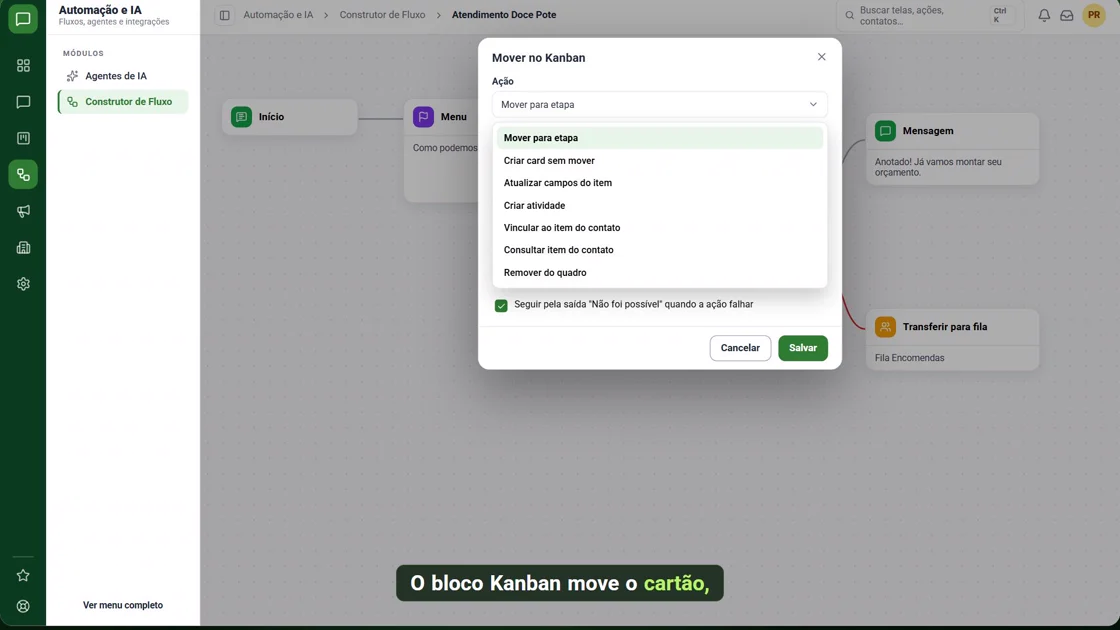 Automação e IA
Fluxos, agentes e integrações
MÓDULOS
Agentes de IA
Construtor de Fluxo
Ver menu completo
Automação e IA > Construtor de Fluxo > Atendimento Doce Pote
Buscar telas, ações, contatos...
Ctrl K
PR
Início
Menu
Como podemos
Mover no Kanban
Ação
Mover para etapa
Mover para etapa
Criar card sem mover
Atualizar campos do item
Criar atividade
Vincular ao item do contato
Consultar item do contato
Remover do quadro
Seguir pela saída "Não foi possível" quando a ação falhar
Cancelar
Salvar
Mensagem
Anotado! Já vamos montar seu
orçamento.
Transferir para fila
Fila Encomendas
O bloco Kanban move o cartão,